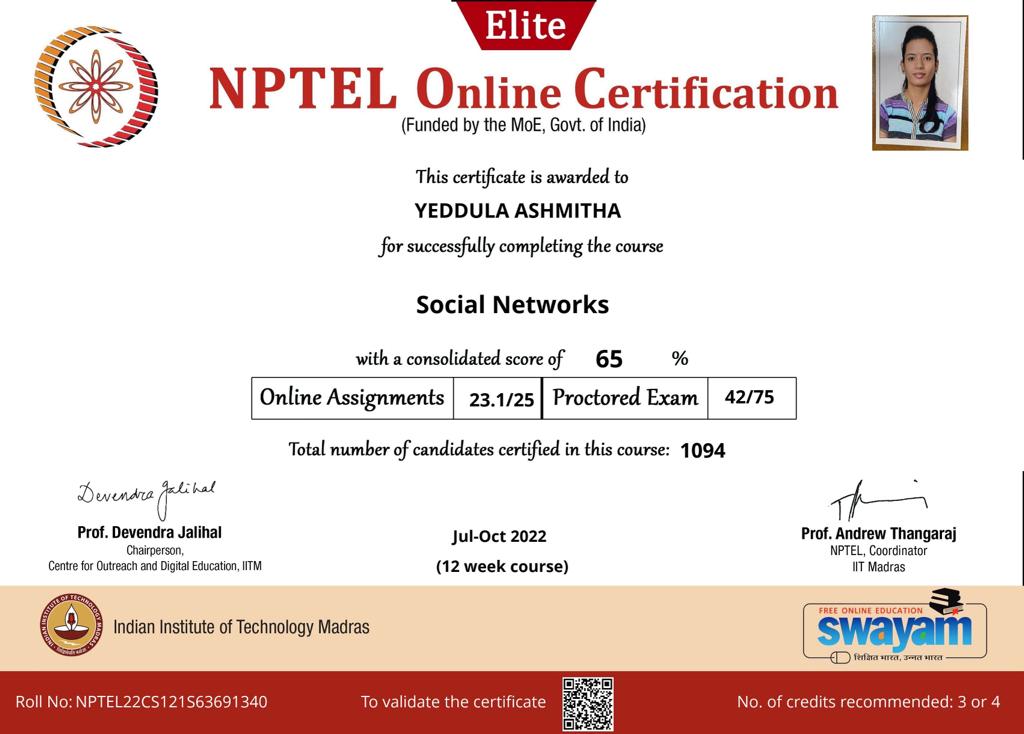 Elite
NPTEL Online Certification
(Funded by the MoE, Govt. of India)
This certificate is awarded to
YEDDULA ASHMITHA
for successfully completing the course
Social Networks
with a consolidated score of 65 %
Online Assignments 23.1/25 Proctored Exam 42/75
Total number of candidates certified in this course: 1094
Devendra Jalihal
Prof. Devendra Jalihal
Chairperson,
Centre for Outreach and Digital Education, IITM
Jul-Oct 2022
(12 week course)
Prof. Andrew Thangaraj
NPTEL, Coordinator
IIT Madras
INDIAN INSTITUTE OF TECHNOLOGY MADRAS
Indian Institute of Technology Madras
FREE ONLINE EDUCATION
swayam
शिक्षित भारत, उन्नत भारत
Roll No: NPTEL22CS121S63691340
To validate the certificate
No. of credits recommended: 3 or 4